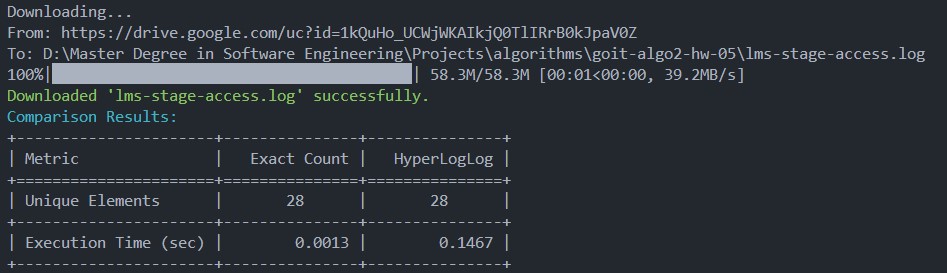 Downloading...
From: https://drive.google.com/uc?id=1kQuHo_UCWjWKAIkjQ0TlIRrB0kJpaV0Z
To: D:\Master Degree in Software Engineering\Projects\algorithms\goit-algo2-hw-05\lms-stage-access.log
100%|██████████| 58.3M/58.3M [00:01<00:00, 39.2MB/s]
Downloaded 'lms-stage-access.log' successfully.
Comparison Results:
+----------------------+---------------+---------------+
| Metric               |   Exact Count |   HyperLogLog |
+======================+===============+===============+
| Unique Elements      |       28      |       28      |
+----------------------+---------------+---------------+
| Execution Time (sec) |        0.0013 |        0.1467 |
+----------------------+---------------+---------------+